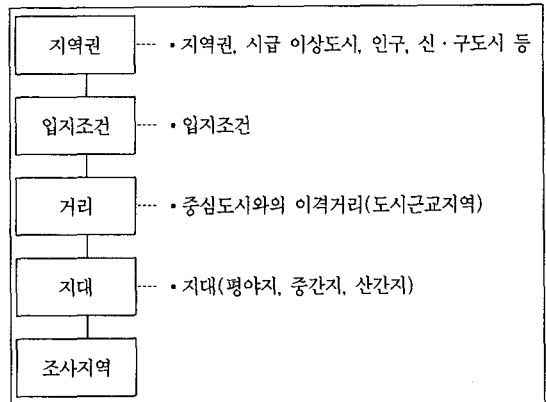 지역권 • 지역권, 시급 이상도시, 인구, 신·구도시 등
입지조건 • 입지조건
거리 • 중심도시와의 이격거리(도시근교지역)
지대 • 지대(평야지, 중간지, 산간지)
조사지역